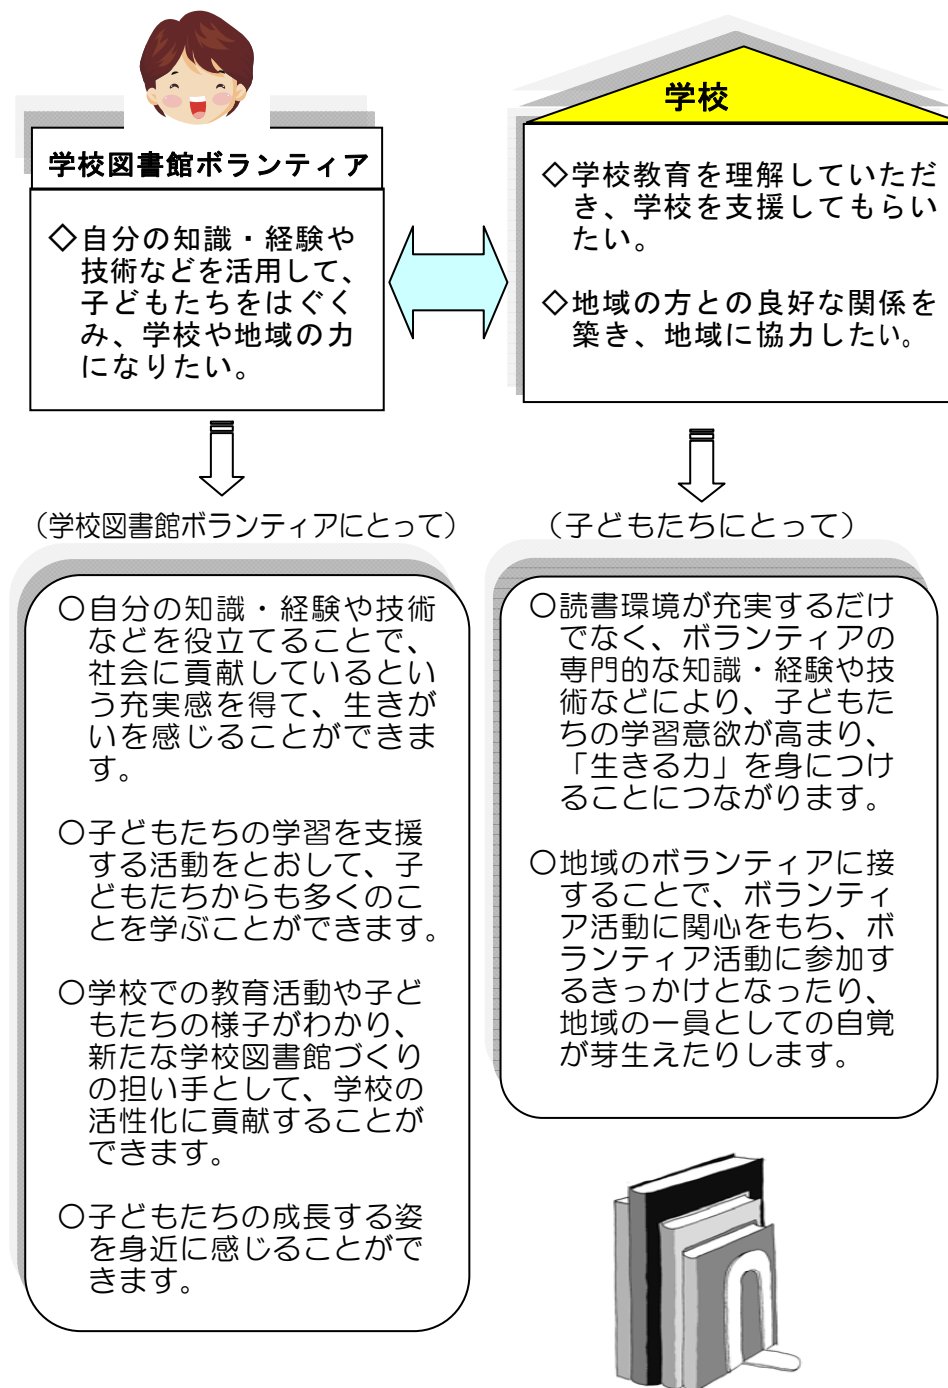 学校図書館ボランティア
◇自分の知識・経験や
技術などを活用して、
子どもたちをはぐく
み、学校や地域の力
になりたい。
学校
◇学校教育を理解していただ
き、学校を支援してもらい
たい。
◇地域の方との良好な関係を
築き、地域に協力したい。
（学校図書館ボランティアにとって）
○自分の知識・経験や技術
などを役立てることで、
社会に貢献しているとい
う充実感を得て、生きが
いを感じることができま
す。
○子どもたちの学習を支援
する活動をとおして、子
どもたちからも多くのこ
とを学ぶことができます。
○学校での教育活動や子ど
もたちの様子がわかり、
新たな学校図書館づくり
の担い手として、学校の
活性化に貢献することが
できます。
○子どもたちの成長する姿
を身近に感じることがで
きます。
（子どもたちにとって）
○読書環境が充実するだけ
でなく、ボランティアの
専門的な知識・経験や技
術などにより、子どもた
ちの学習意欲が高まり、
「生きる力」を身につけ
ることにつながります。
○地域のボランティアに接
することで、ボランティ
ア活動に関心をもち、ボ
ランティア活動に参加す
るきっかけとなったり、
地域の一員としての自覚
が芽生えたりします。